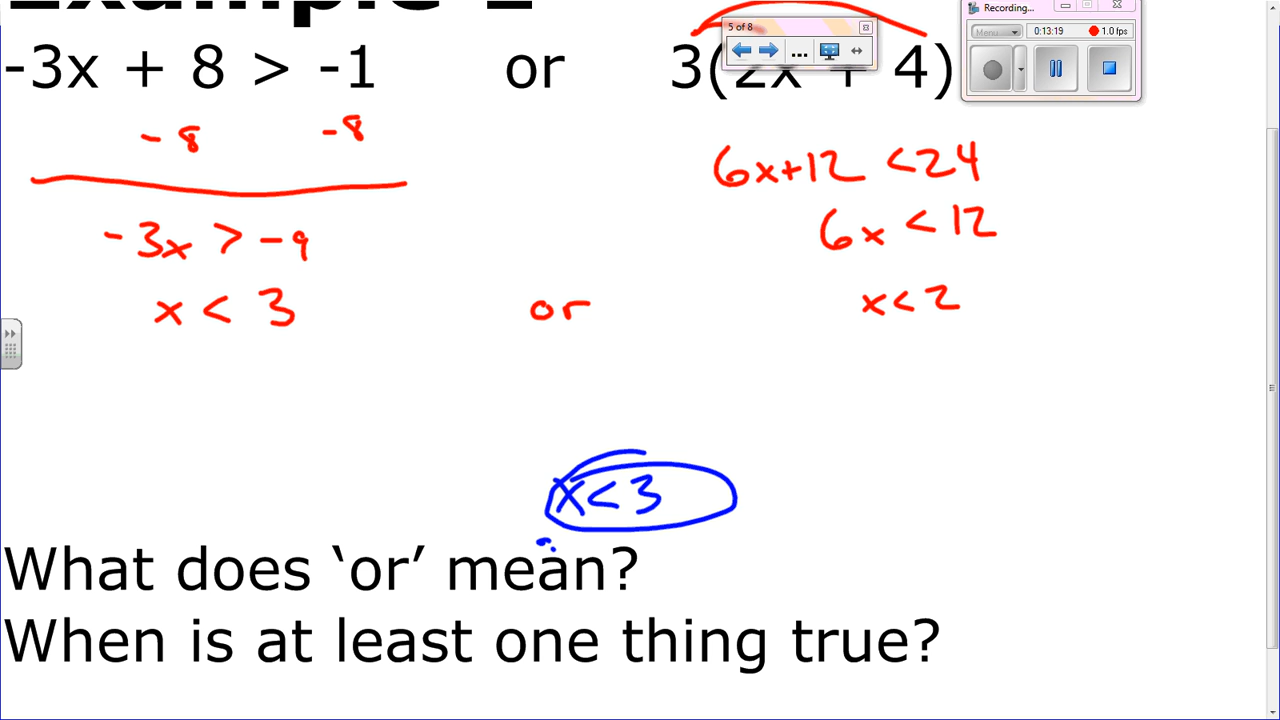 -3x + 8 > -1 or 3(2x + 4)
5 of 8
...
Recording...
Menu
0:13:19
1.0 fps
-8 -8
6x+12 <24
-3x > -9
6x < 12
x < 3 or x < 2
x < 3
What does ‘or’ mean?
When is at least one thing true?